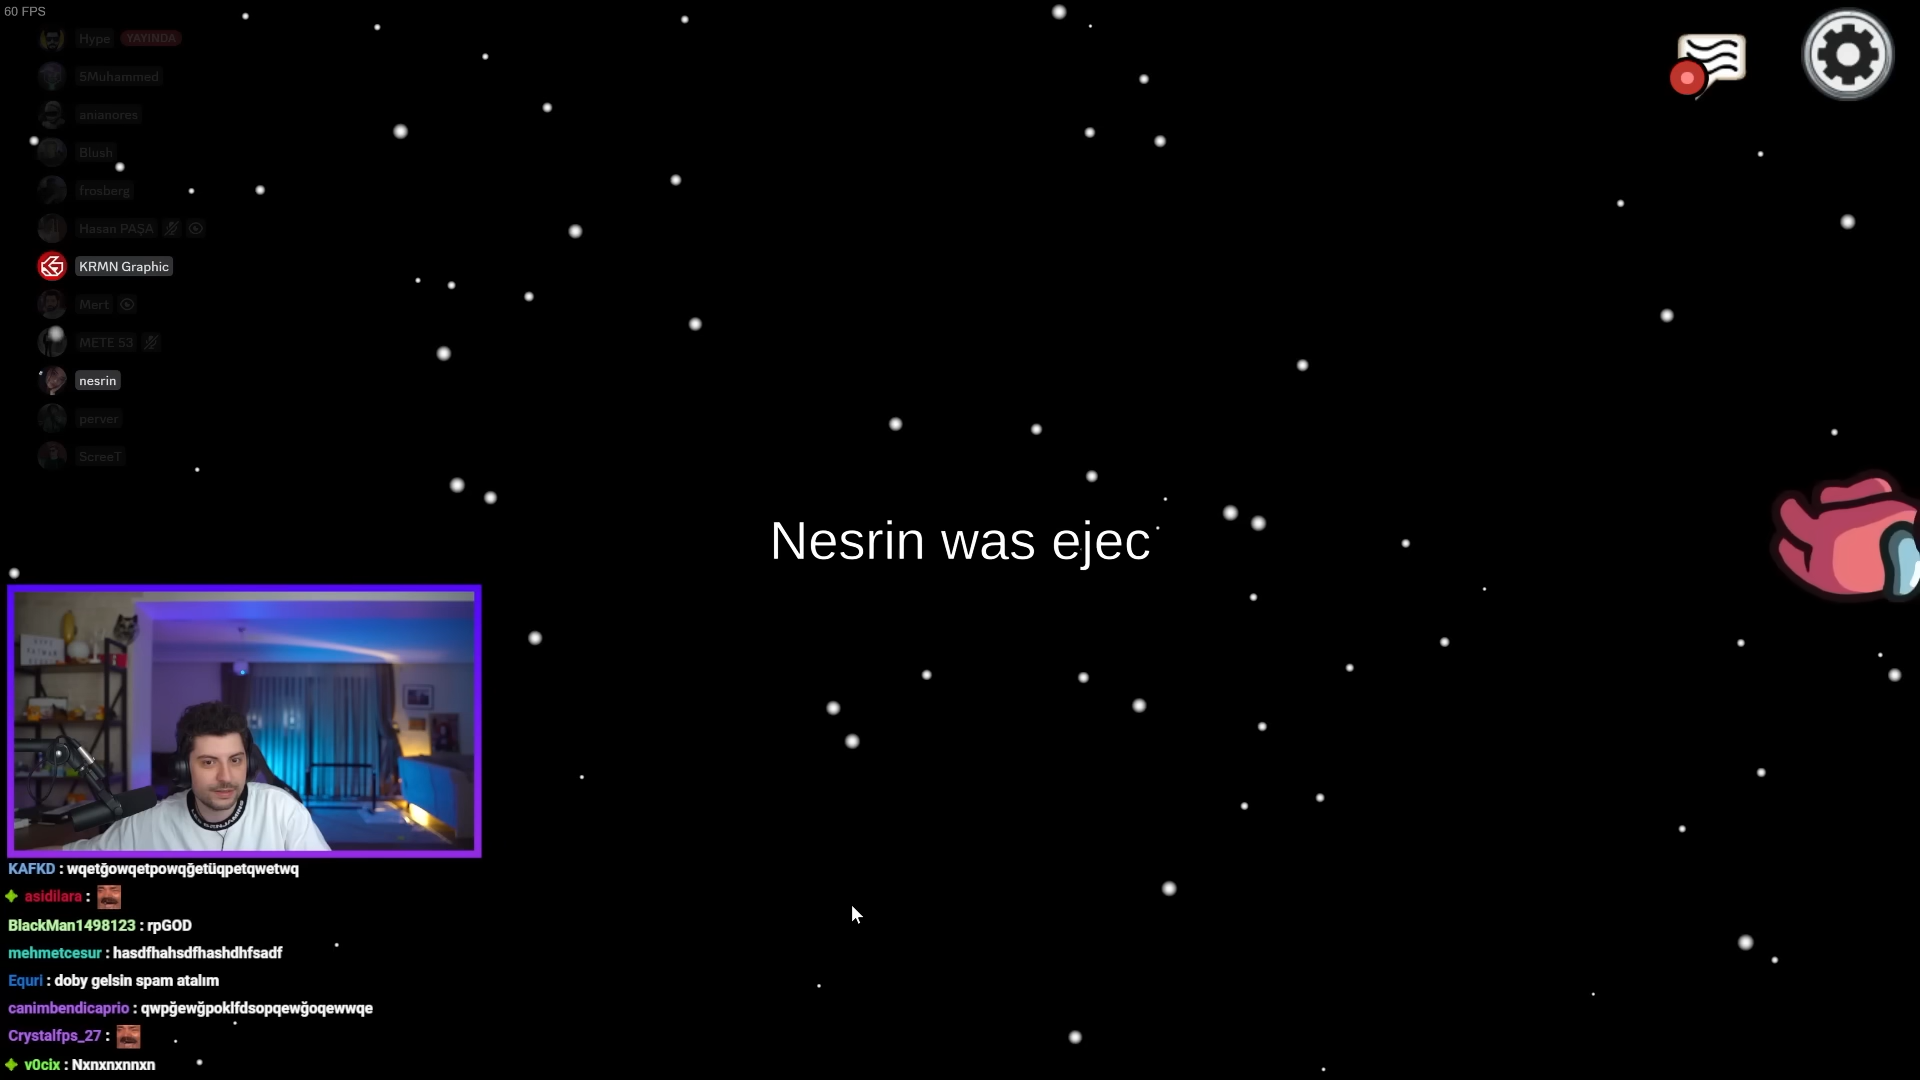 60 FPS
Hype YAYINDA
5Muhammed
anianores
Blush
frosberg
Hasan PAŞA
KRMN Graphic
Mert
METE 53
nesrin
perver
ScreeT
Nesrin was ejec
KAFKD : wqetğowqetpowqğetüqpetqwetwq
asidilara :
BlackMan1498123 : rpGOD
mehmetcesur : hasdfhahsdfhashdhfsadf
Equri : doby gelsin spam atalım
canimbendicaprio : qwpğewğpoklfdsopqewğoqewwqe
Crystalfps_27 :
v0cix : Nxnxnxnnxn